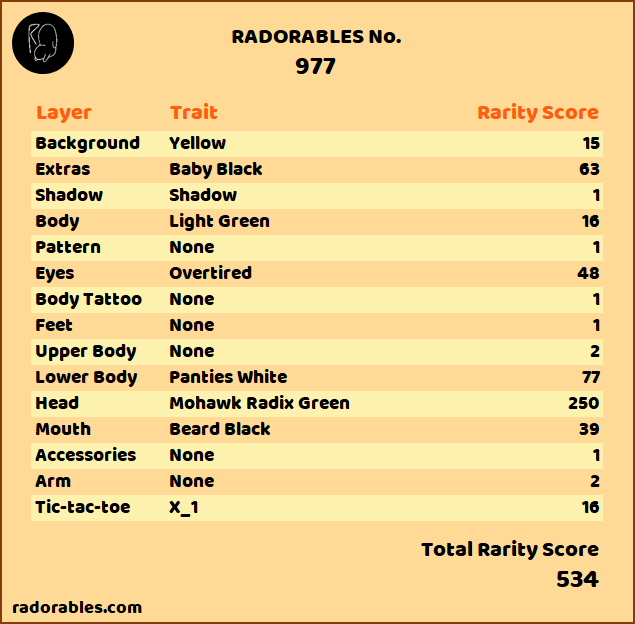 RADORABLES No.
977
Layer Trait Rarity Score
Background Yellow 15
Extras Baby Black 63
Shadow Shadow 1
Body Light Green 16
Pattern None 1
Eyes Overtired 48
Body Tattoo None 1
Feet None 1
Upper Body None 2
Lower Body Panties White 77
Head Mohawk Radix Green 250
Mouth Beard Black 39
Accessories None 1
Arm None 2
Tic-tac-toe X_1 16
Total Rarity Score
534
radorables.com